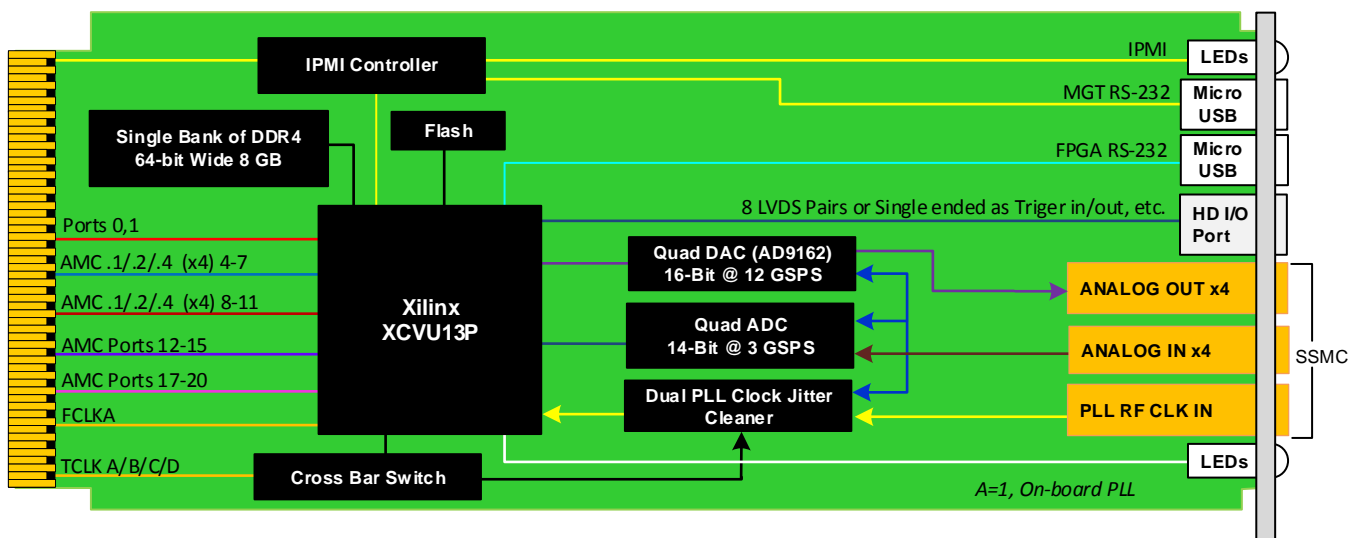 IPMI Controller
IPMI
LEDs
MGT RS-232
Micro
USB
Single Bank of DDR4
64-bit Wide 8 GB
Flash
FPGA RS-232
Micro
USB
8 LVDS Pairs or Single ended as Triger in/out, etc.
HD I/O
Port
Ports 0,1
AMC .1/.2/.4 (x4) 4-7
AMC .1/.2/.4 (x4) 8-11
AMC Ports 12-15
AMC Ports 17-20
FCLKA
TCLK A/B/C/D
Xilinx
XCVU13P
Quad DAC (AD9162)
16-Bit @ 12 GSPS
Quad ADC
14-Bit @ 3 GSPS
Dual PLL Clock Jitter
Cleaner
ANALOG OUT x4
ANALOG IN x4
PLL RF CLK IN
SSMC
Cross Bar Switch
LEDs
A=1, On-board PLL